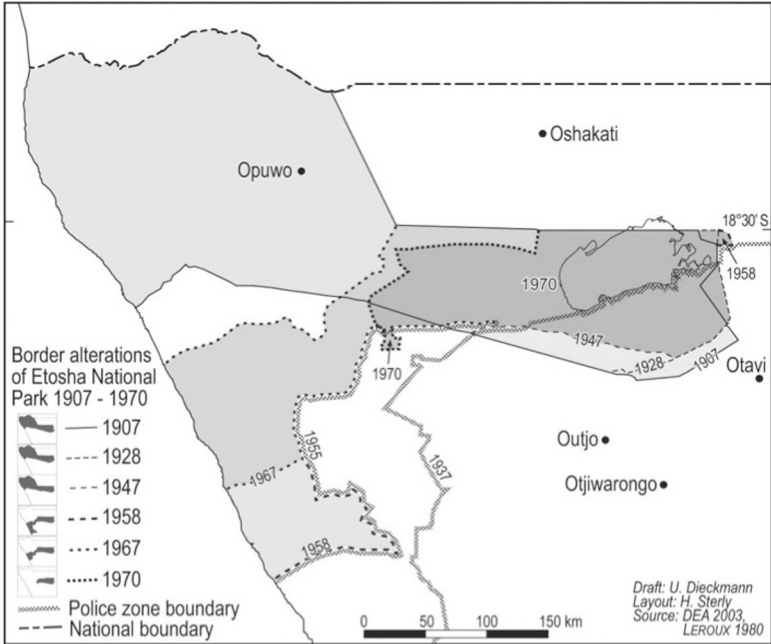 Oshakati
Opuwo
18°30' S
1958
1970
1947
1928
1907
1970
Otavi
Border alterations
of Etosha National
Park 1907 - 1970
1907
1928
1947
1958
1967
1970
Police zone boundary
National boundary
1955
1937
1967
1958
Outjo
Otjiwarongo
0 50 100 150 km
Draft: U. Dieckmann
Layout: H. Sterly
Source: DEA 2003,
LEROUX 1980